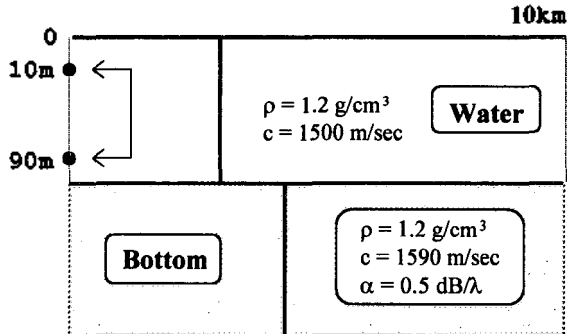 10km
0
10m
90m
ρ = 1.2 g/cm³
c = 1500 m/sec
Water
Bottom
ρ = 1.2 g/cm³
c = 1590 m/sec
α = 0.5 dB/λ